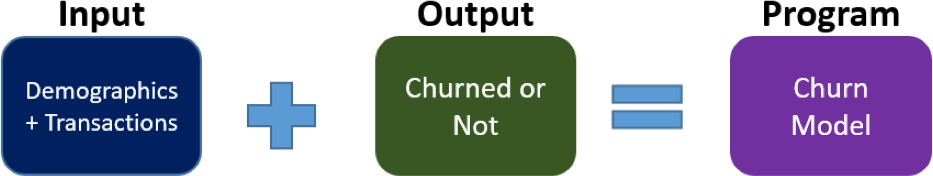 Input
Output
Program
Demographics
+ Transactions
Churned or
Not
Churn
Model